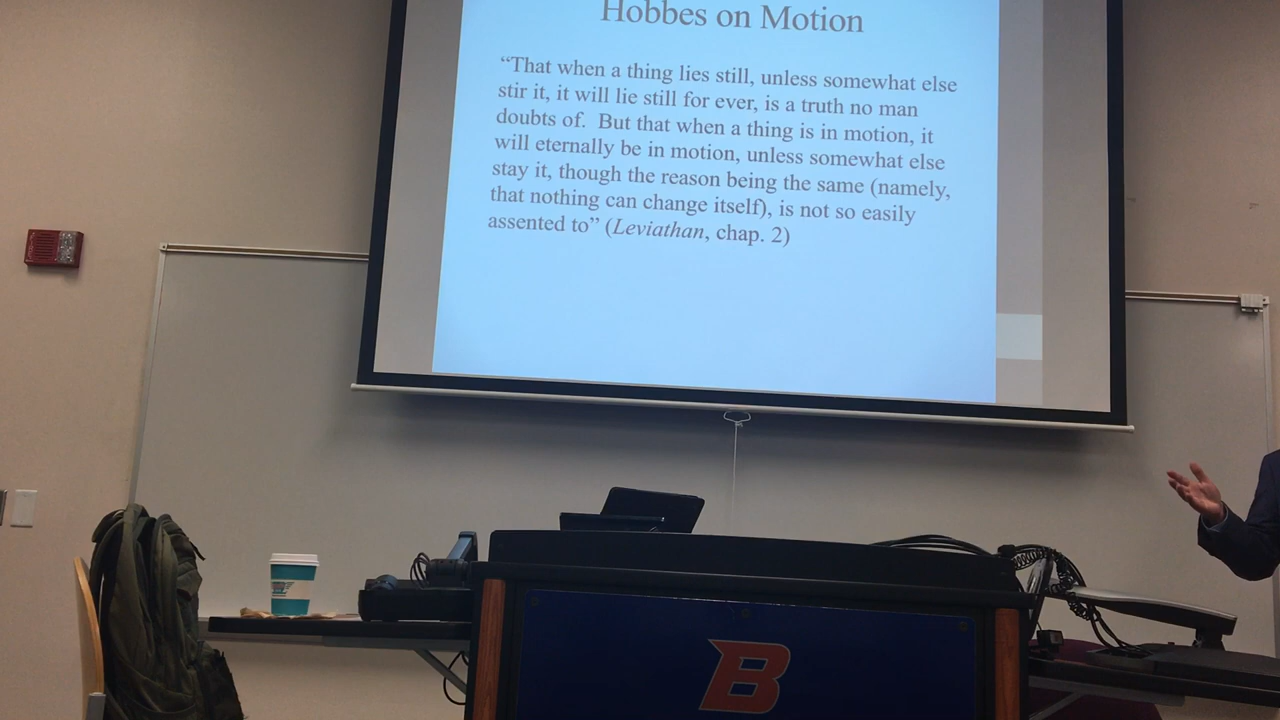 Hobbes on Motion
“That when a thing lies still, unless somewhat else
stir it, it will lie still for ever, is a truth no man
doubts of.  But that when a thing is in motion, it
will eternally be in motion, unless somewhat else
stay it, though the reason being the same (namely,
that nothing can change itself), is not so easily
assented to” (Leviathan, chap. 2)
B